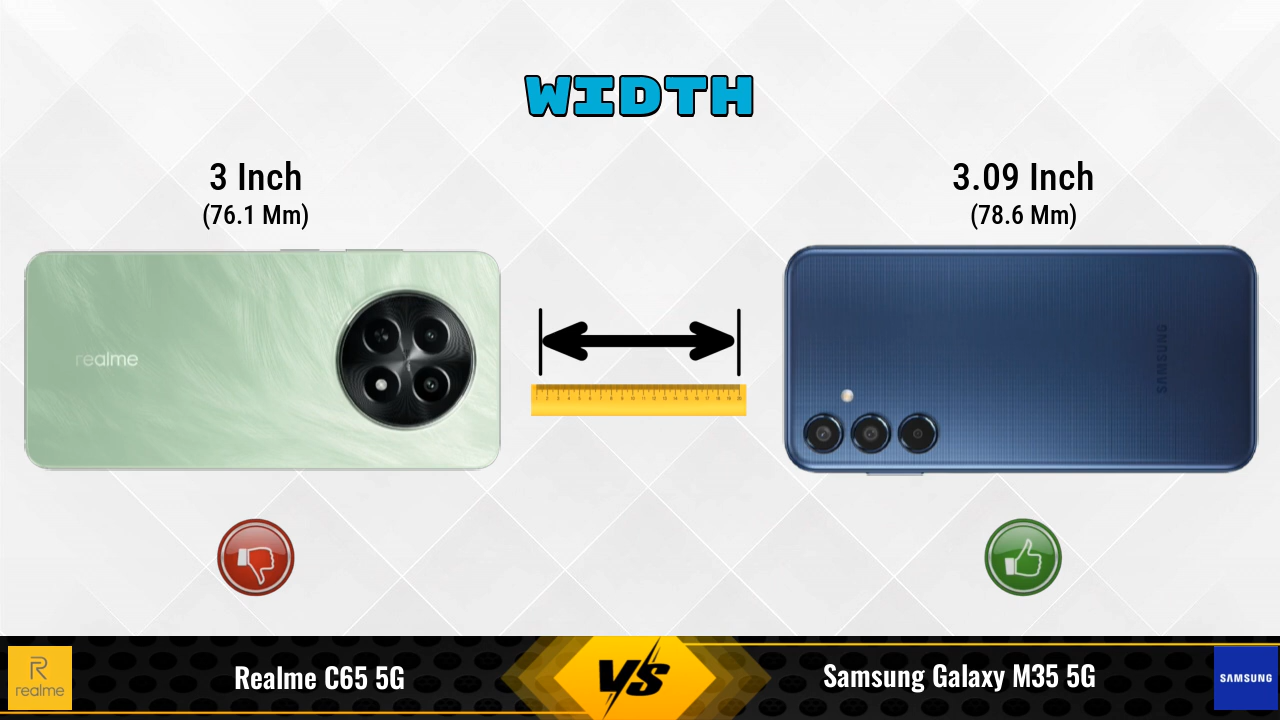 WIDTH
3 Inch
(76.1 Mm)
3.09 Inch
(78.6 Mm)
realme
SAMSUNG
R
realme
Realme C65 5G
VS
Samsung Galaxy M35 5G
SAMSUNG